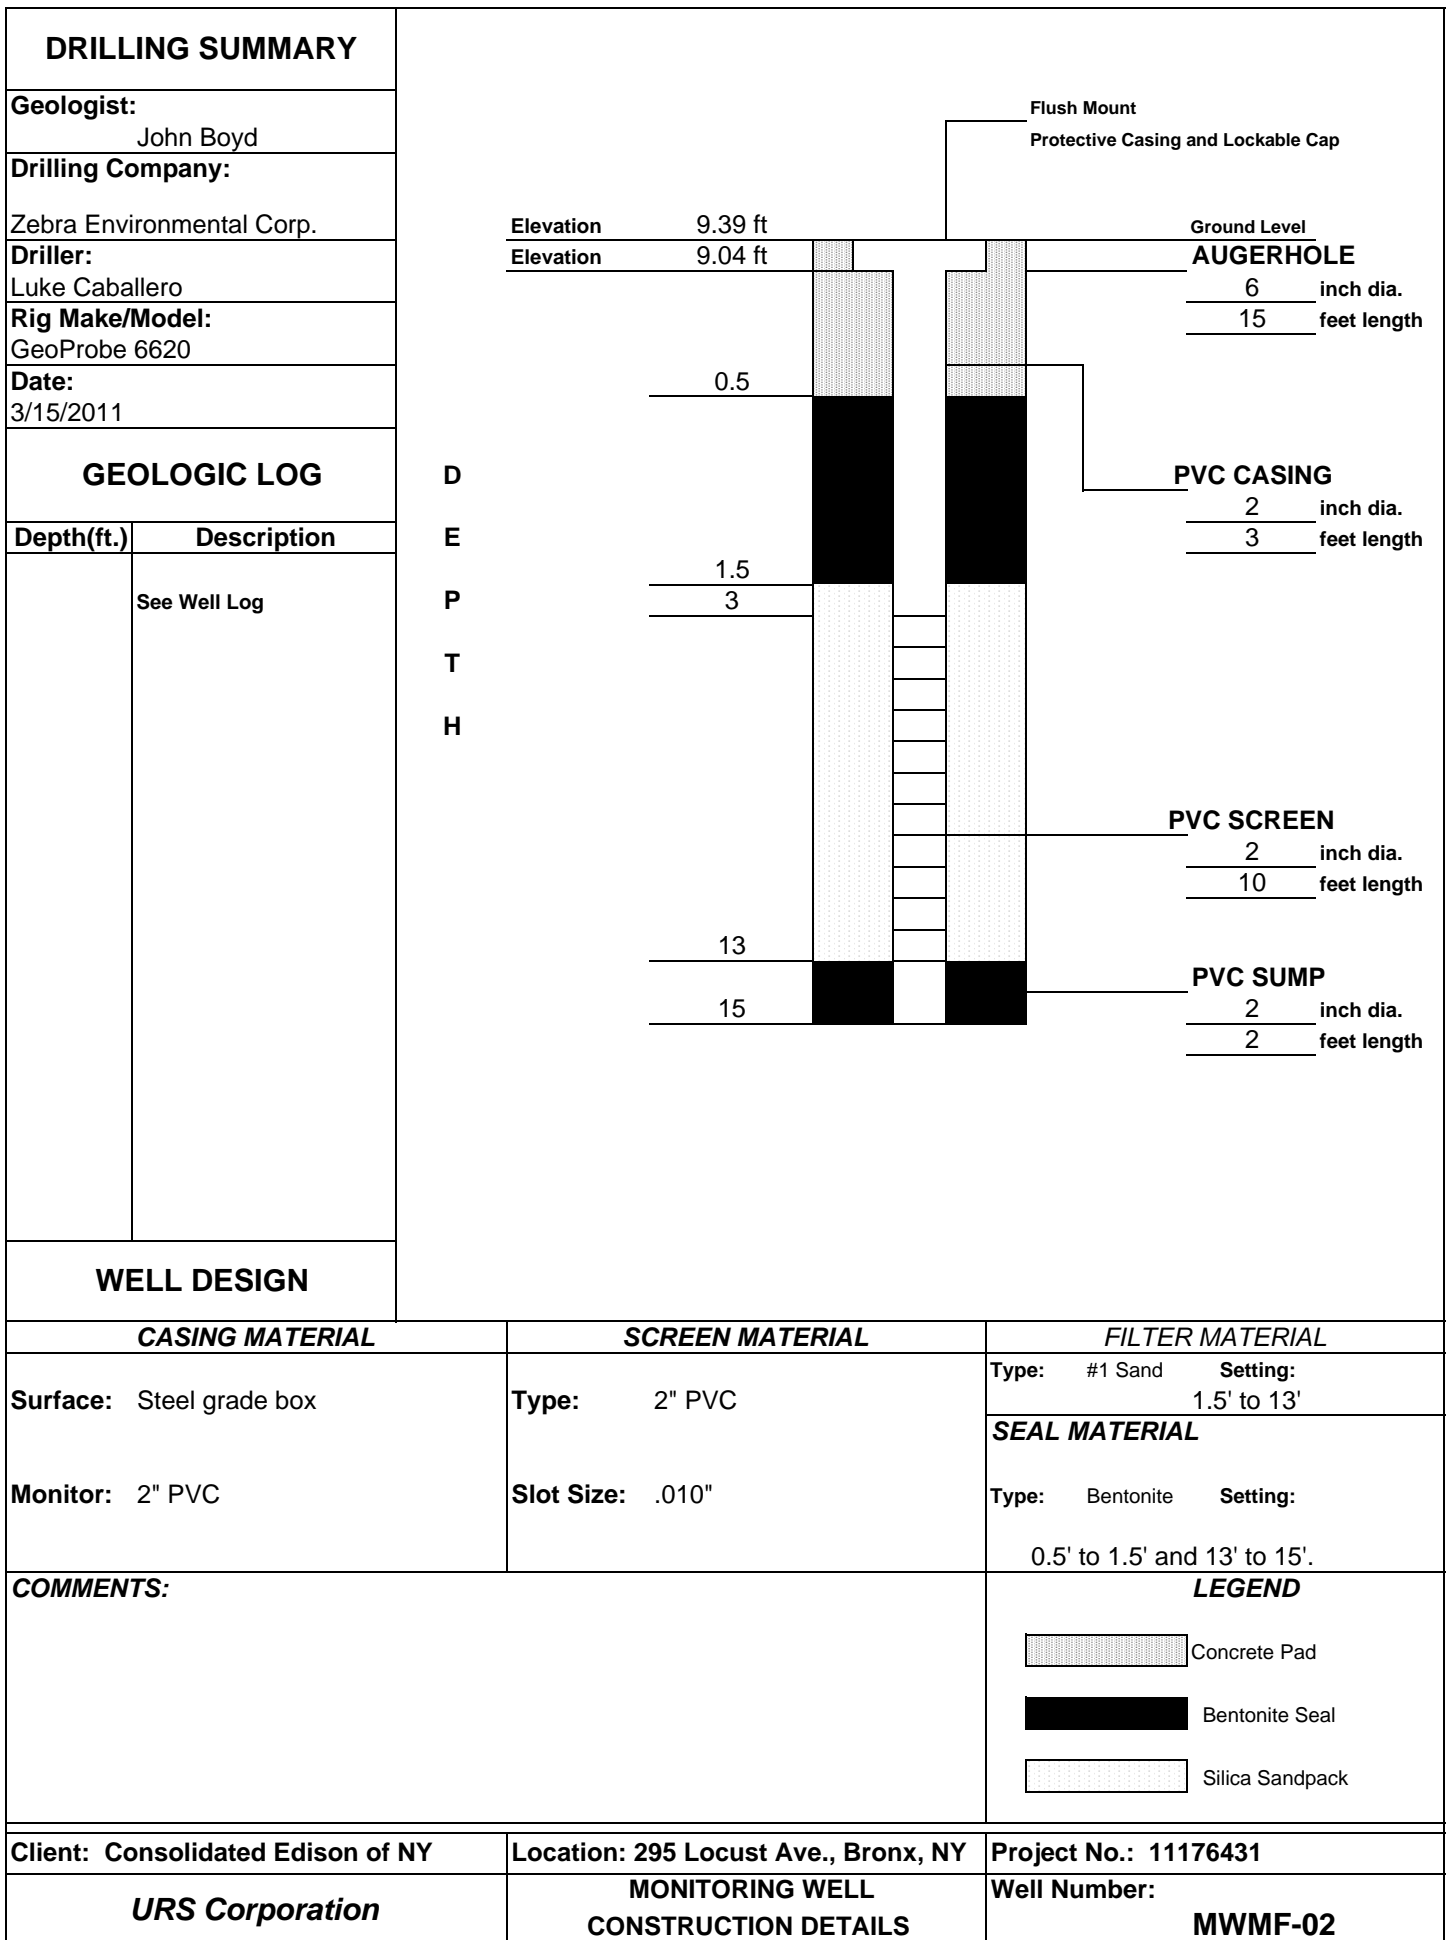 DRILLING SUMMARY
Geologist:
John Boyd
Drilling Company:
Zebra Environmental Corp.
Driller:
Luke Caballero
Rig Make/Model:
GeoProbe 6620
Date:
3/15/2011
GEOLOGIC LOG
Depth(ft.) Description
See Well Log
Flush Mount
Protective Casing and Lockable Cap
Elevation 9.39 ft
Ground Level
Elevation 9.04 ft
AUGERHOLE
6 inch dia.
15 feet length
0.5
D
E
P
T
H
PVC CASING
2 inch dia.
3 feet length
1.5
3
PVC SCREEN
2 inch dia.
10 feet length
13
PVC SUMP
15
2 inch dia.
2 feet length
WELL DESIGN
CASING MATERIAL
Surface: Steel grade box
Monitor: 2" PVC
SCREEN MATERIAL
Type: 2" PVC
Slot Size: .010"
FILTER MATERIAL
Type: #1 Sand Setting:
1.5' to 13'
SEAL MATERIAL
Type: Bentonite Setting:
0.5' to 1.5' and 13' to 15'.
COMMENTS:
LEGEND
Concrete Pad
Bentonite Seal
Silica Sandpack
Client: Consolidated Edison of NY
Location: 295 Locust Ave., Bronx, NY
Project No.: 11176431
URS Corporation
MONITORING WELL
CONSTRUCTION DETAILS
Well Number:
MWMF-02